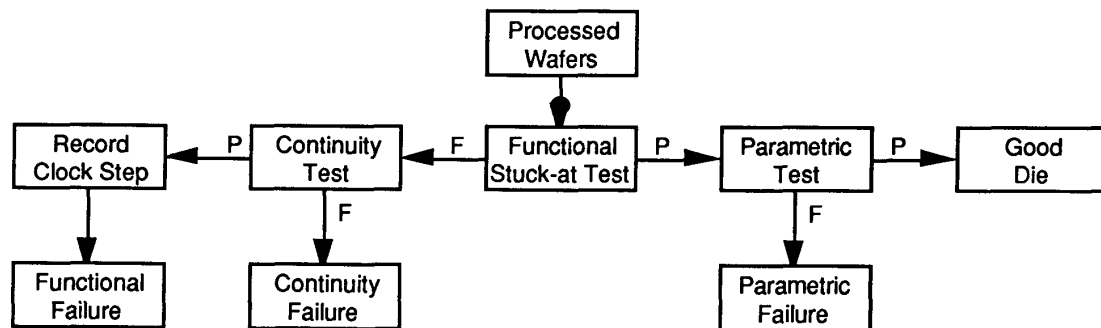 Processed
Wafers
Record
Clock Step
P
Continuity
Test
F
Functional
Stuck-at Test
P
Parametric
Test
P
Good
Die
F
F
Functional
Failure
Continuity
Failure
Parametric
Failure